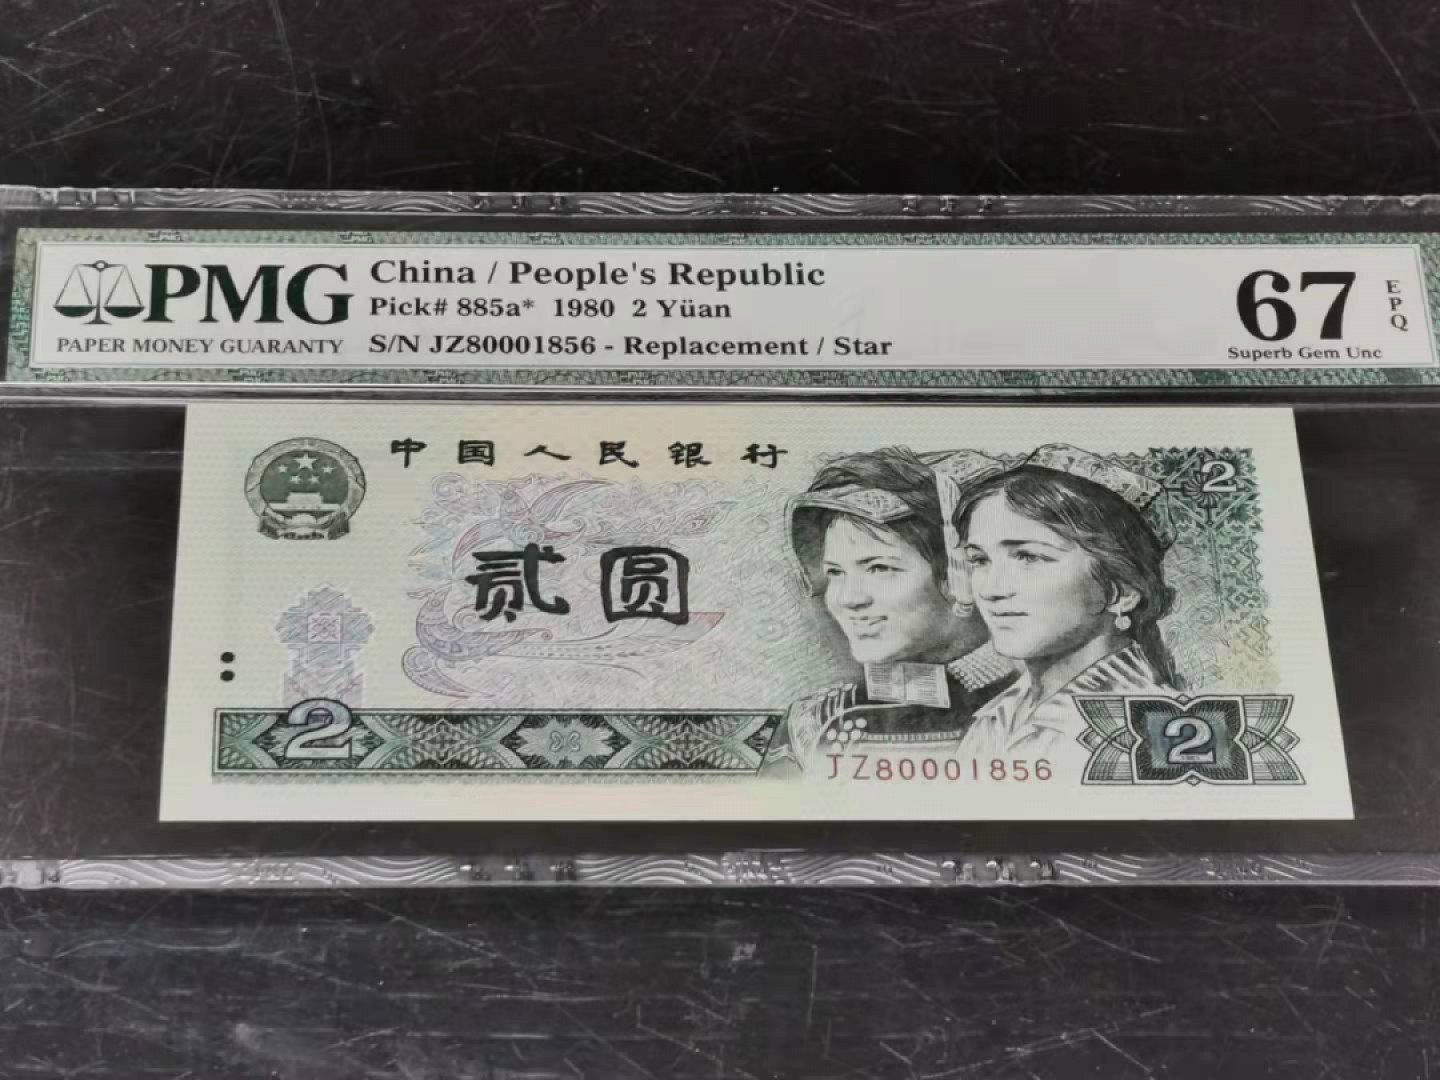 PMG
PAPER MONEY GUARANTY
China / People's Republic
Pick# 885a* 1980 2 Yüan
S/N JZ80001856 - Replacement / Star
67
EPQ
Superb Gem Unc
中国人民银行
2
贰圆
2
JZ80001856
2